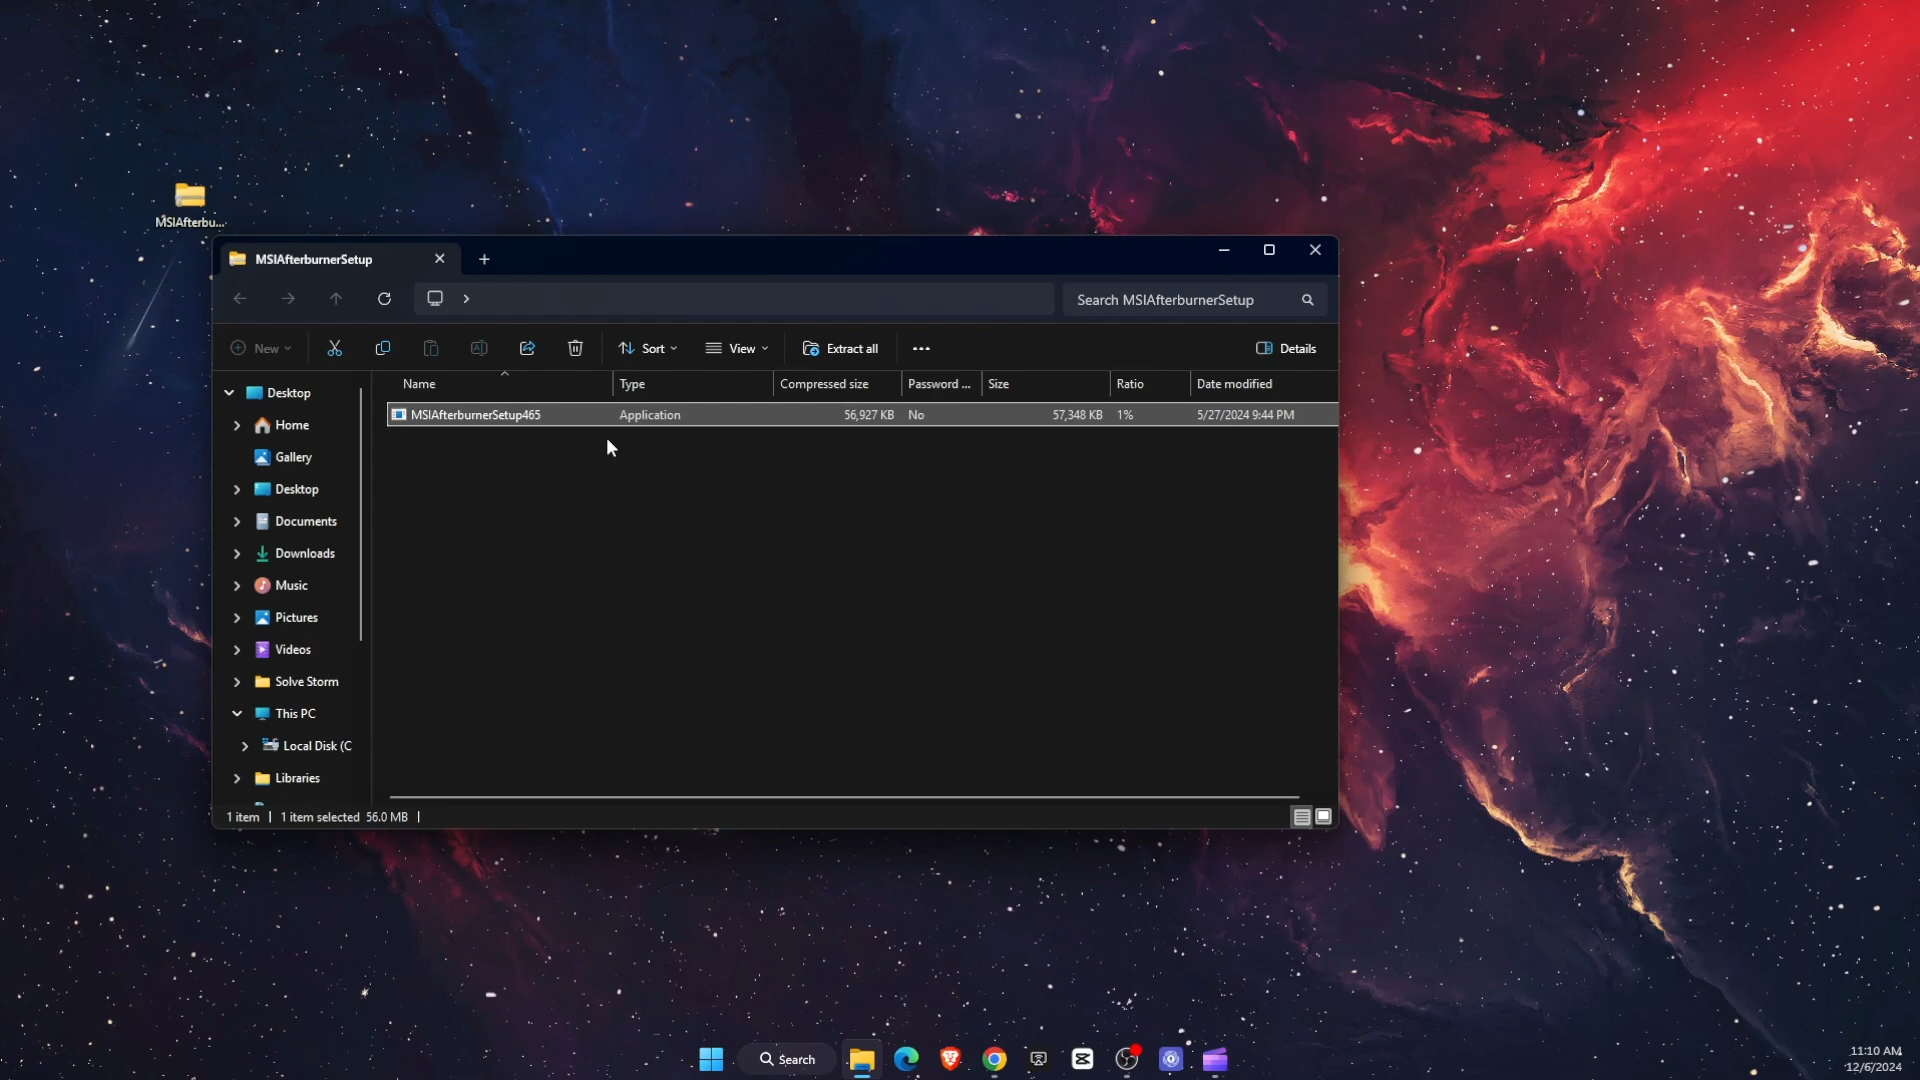 MSIAfterbu...
MSIAfterburnerSetup
Search MSIAfterburnerSetup
New
Sort
View
Extract all
Details
Name
Type
Compressed size
Password ...
Size
Ratio
Date modified
MSIAfterburnerSetup465
Application
56,927 KB
No
57,348 KB
1%
5/27/2024 9:44 PM
Desktop
Home
Gallery
Desktop
Documents
Downloads
Music
Pictures
Videos
Solve Storm
This PC
Local Disk (C
Libraries
1 item
1 item selected 56.0 MB
Search
11:10 AM
12/6/2024